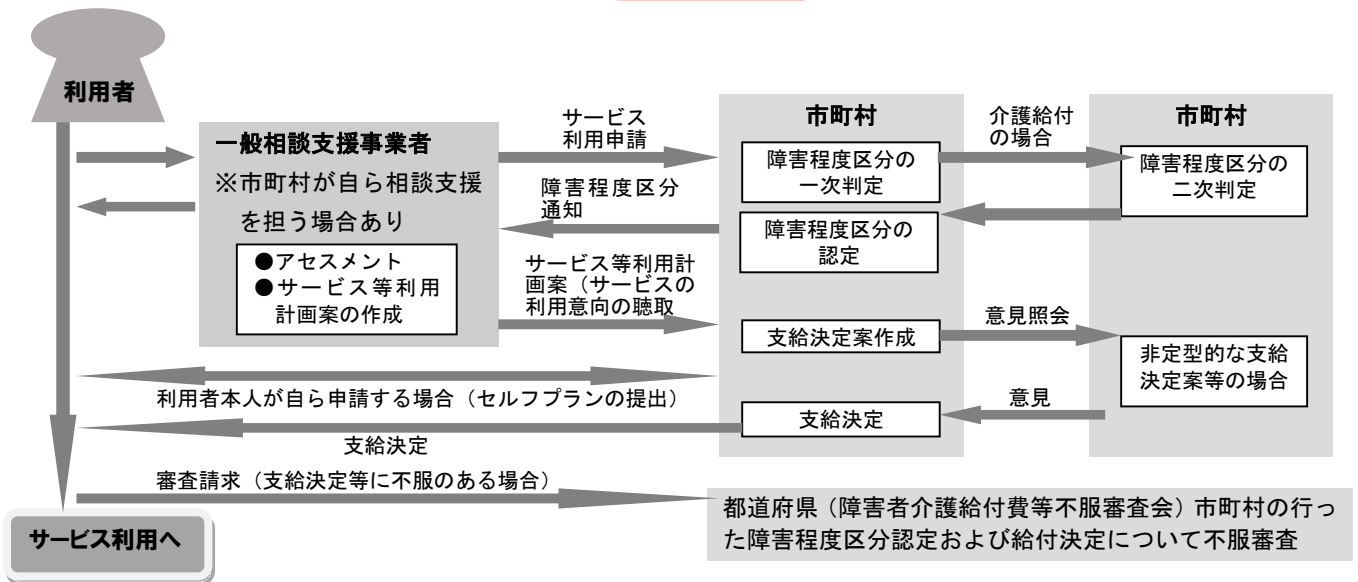 利用者
一般相談支援事業者
※市町村が自ら相談支援
を担う場合あり
●アセスメント
●サービス等利用
計画案の作成
サービス
利用申請
障害程度区分
通知
サービス等利用計
画案（サービスの
利用意向の聴取
市町村
障害程度区分の
一次判定
障害程度区分の
認定
支給決定案作成
支給決定
介護給付
の場合
意見照会
意見
市町村
障害程度区分の
二次判定
非定型的な支給
決定案等の場合
利用者本人が自ら申請する場合（セルフプランの提出）
支給決定
審査請求（支給決定等に不服のある場合）
都道府県（障害者介護給付費等不服審査会）市町村の行っ
た障害程度区分認定および給付決定について不服審査
サービス利用へ